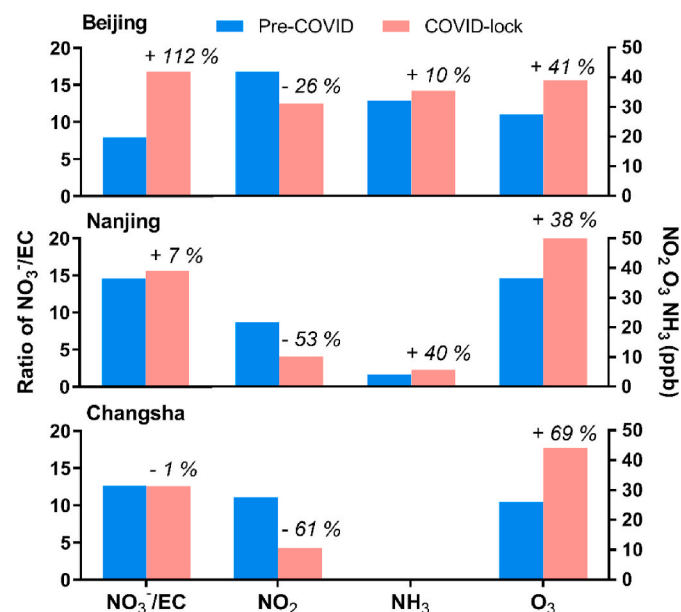 Beijing
Pre-COVID COVID-lock
20 + 112 % - 26 % + 10 % + 41 % 50
15 40
10 30
5 20
0 10
0
Nanjing
20 + 7 % - 53 % + 40 % + 38 % 50
15 40
10 30
5 20
0 10
0
Changsha
20 - 1 % - 61 % + 69 % 50
15 40
10 30
5 20
0 10
0
Ratio of NO₃⁻/EC
NO₂ O₃ NH₃ (ppb)
NO₃⁻/EC NO₂ NH₃ O₃